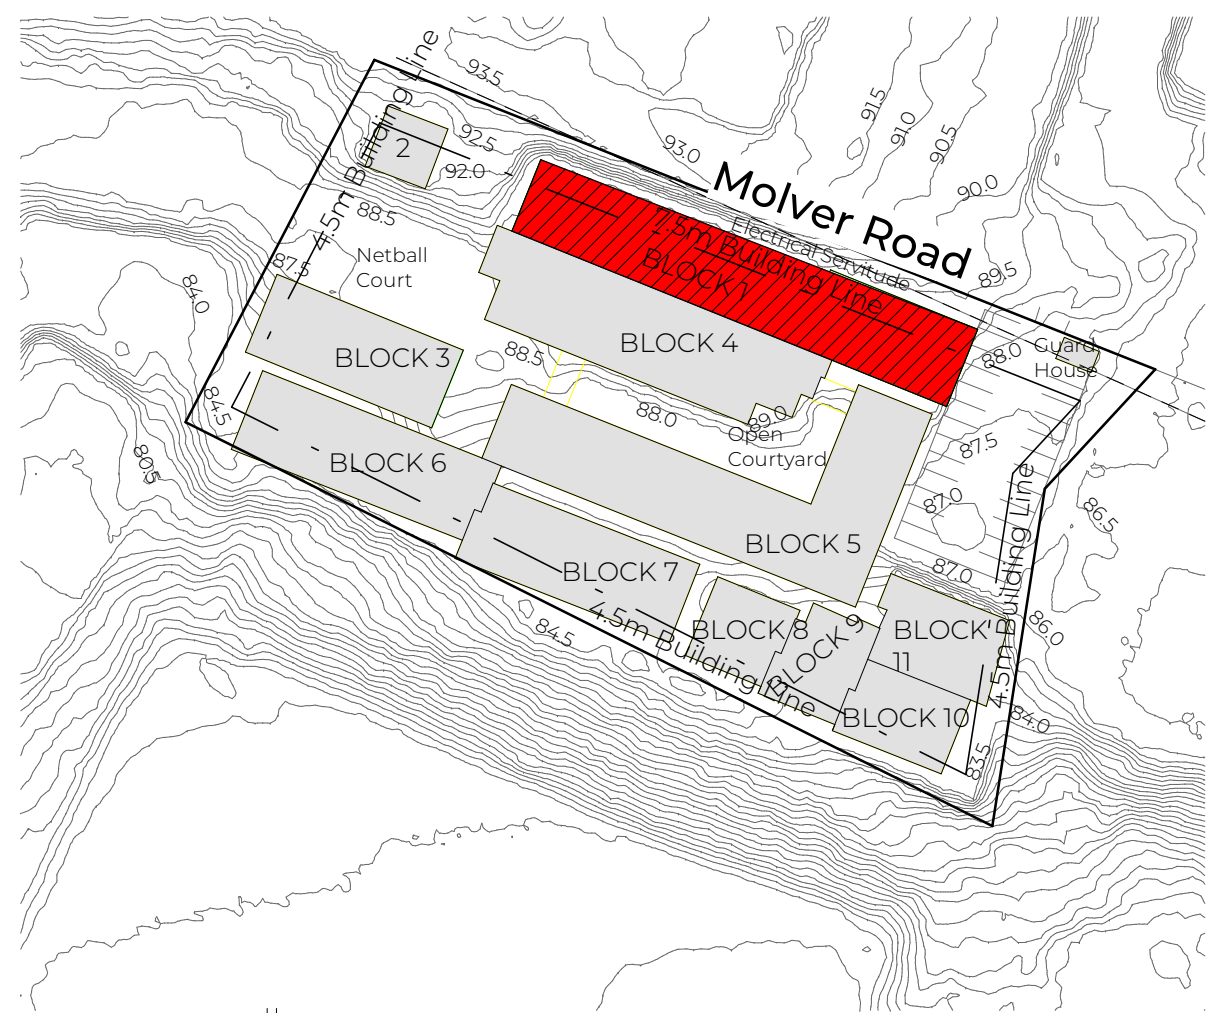 4.5m Building Line
93.5
91.5
91.0
90.5
93.0
92.5
2
92.0
Molver Road
90.0
88.5
7.5m Building Line
Electrical Servitude
Netball
Court
87.5
BLOCK 1
89.5
84.0
BLOCK 4
88.0
Guard
House
BLOCK 3
88.5
84.5
88.0
89.0
Open
Courtyard
87.5
80.5
BLOCK 6
87.0
86.5
BLOCK 5
BLOCK 7
87.0
4.5m Building Line
84.5
BLOCK 8
BLOCK 9
BLOCK
11
86.0
4.5m Building Line
BLOCK 10
84.0
83.5